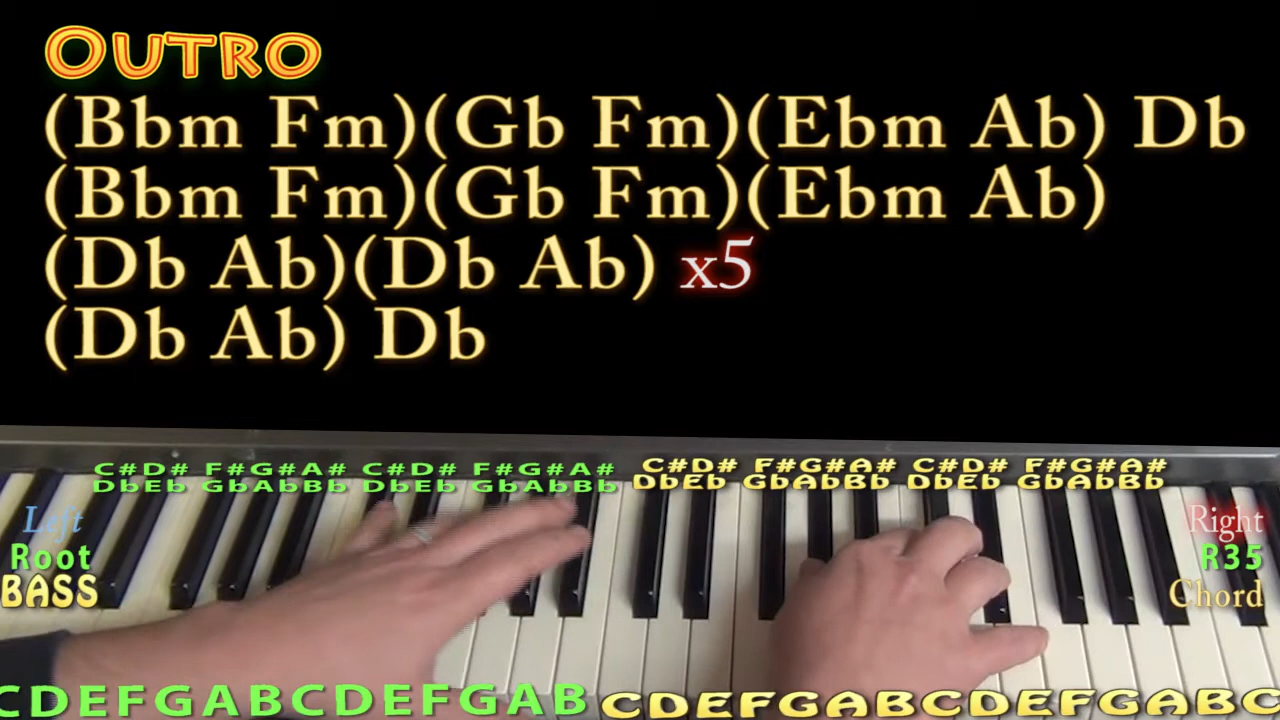 OUTRO
(Bbm Fm)(Gb Fm)(Ebm Ab) Db
(Bbm Fm)(Gb Fm)(Ebm Ab)
(Db Ab)(Db Ab) x5
(Db Ab) Db
C#D# F#G#A# C#D# F#G#A# C#D# F#G#A# C#D# F#G#A#
DbEb GbAbBb DbEb GbAbBb DbEb GbAbBb DbEb GbAbBb
Left
Root
BASS
Right
R35
Chord
CDEFGABCDEFGAB CDEFGABCDEFGABC